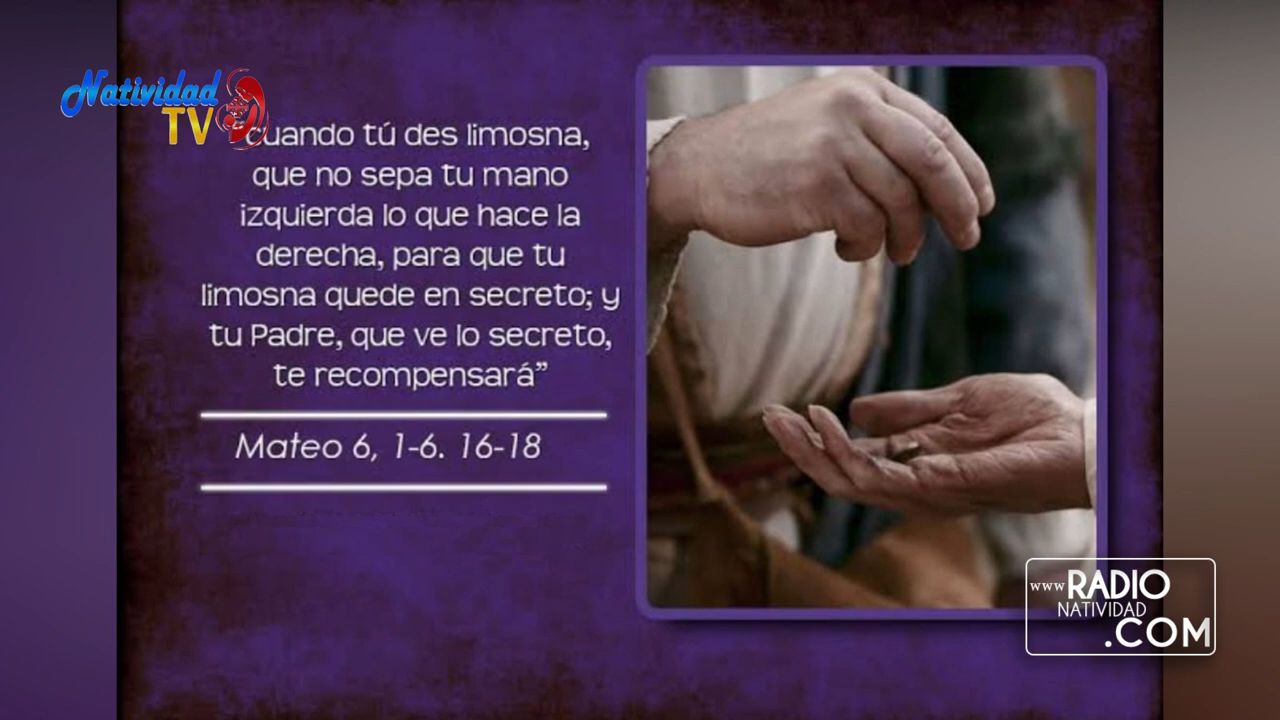 Natividad
TV
“cuando tú des limosna,
que no sepa tu mano
izquierda lo que hace la
derecha, para que tu
limosna quede en secreto; y
tu Padre, que ve lo secreto,
te recompensará”
Mateo 6, 1-6. 16-18
www RADIO
NATIVIDAD
.COM